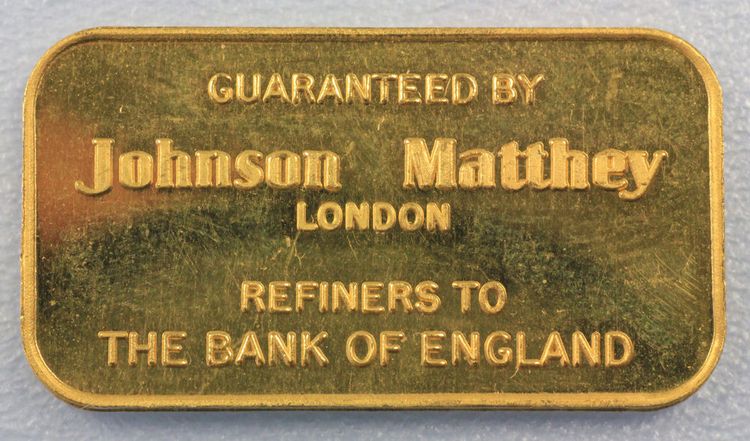 GUARANTEED BY
Johnson Matthey
LONDON
REFINERS TO
THE BANK OF ENGLAND